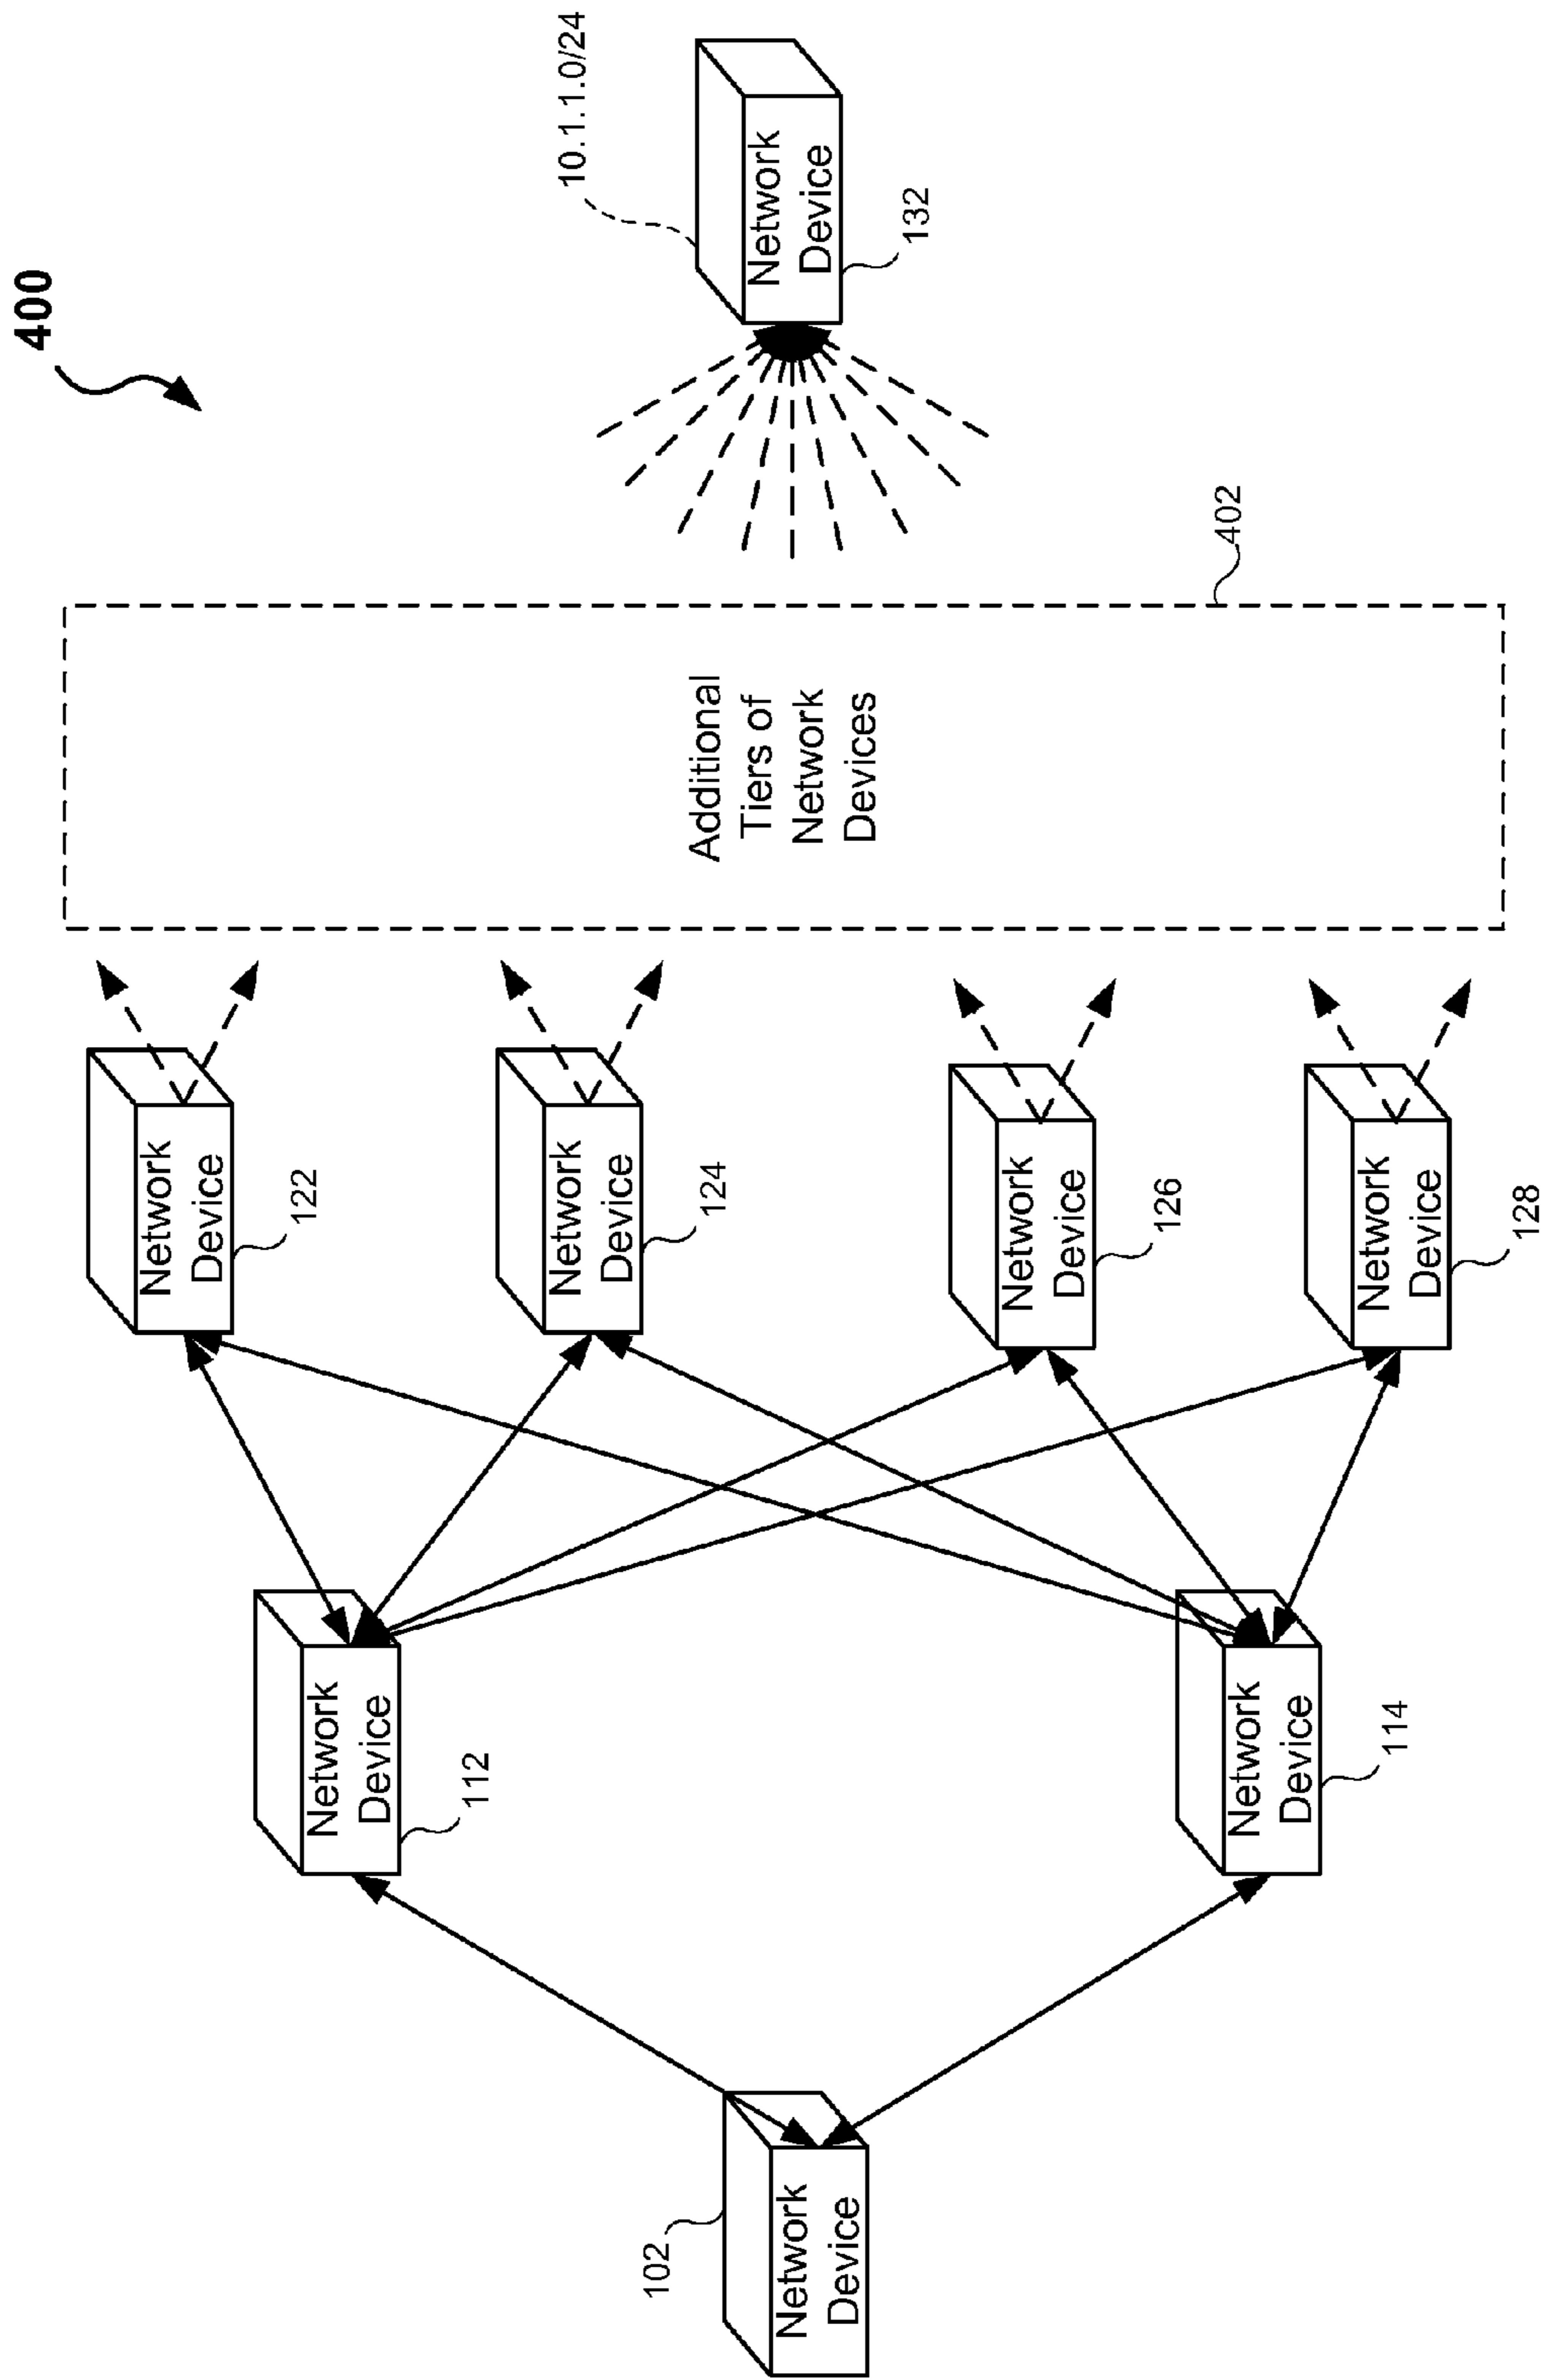 400
Network
Device
102
Network
Device
112
Network
Device
114
Network
Device
122
Network
Device
124
Network
Device
126
Network
Device
128
Additional
Tiers of
Network
Devices
402
10.1.1.0/24
Network
Device
132